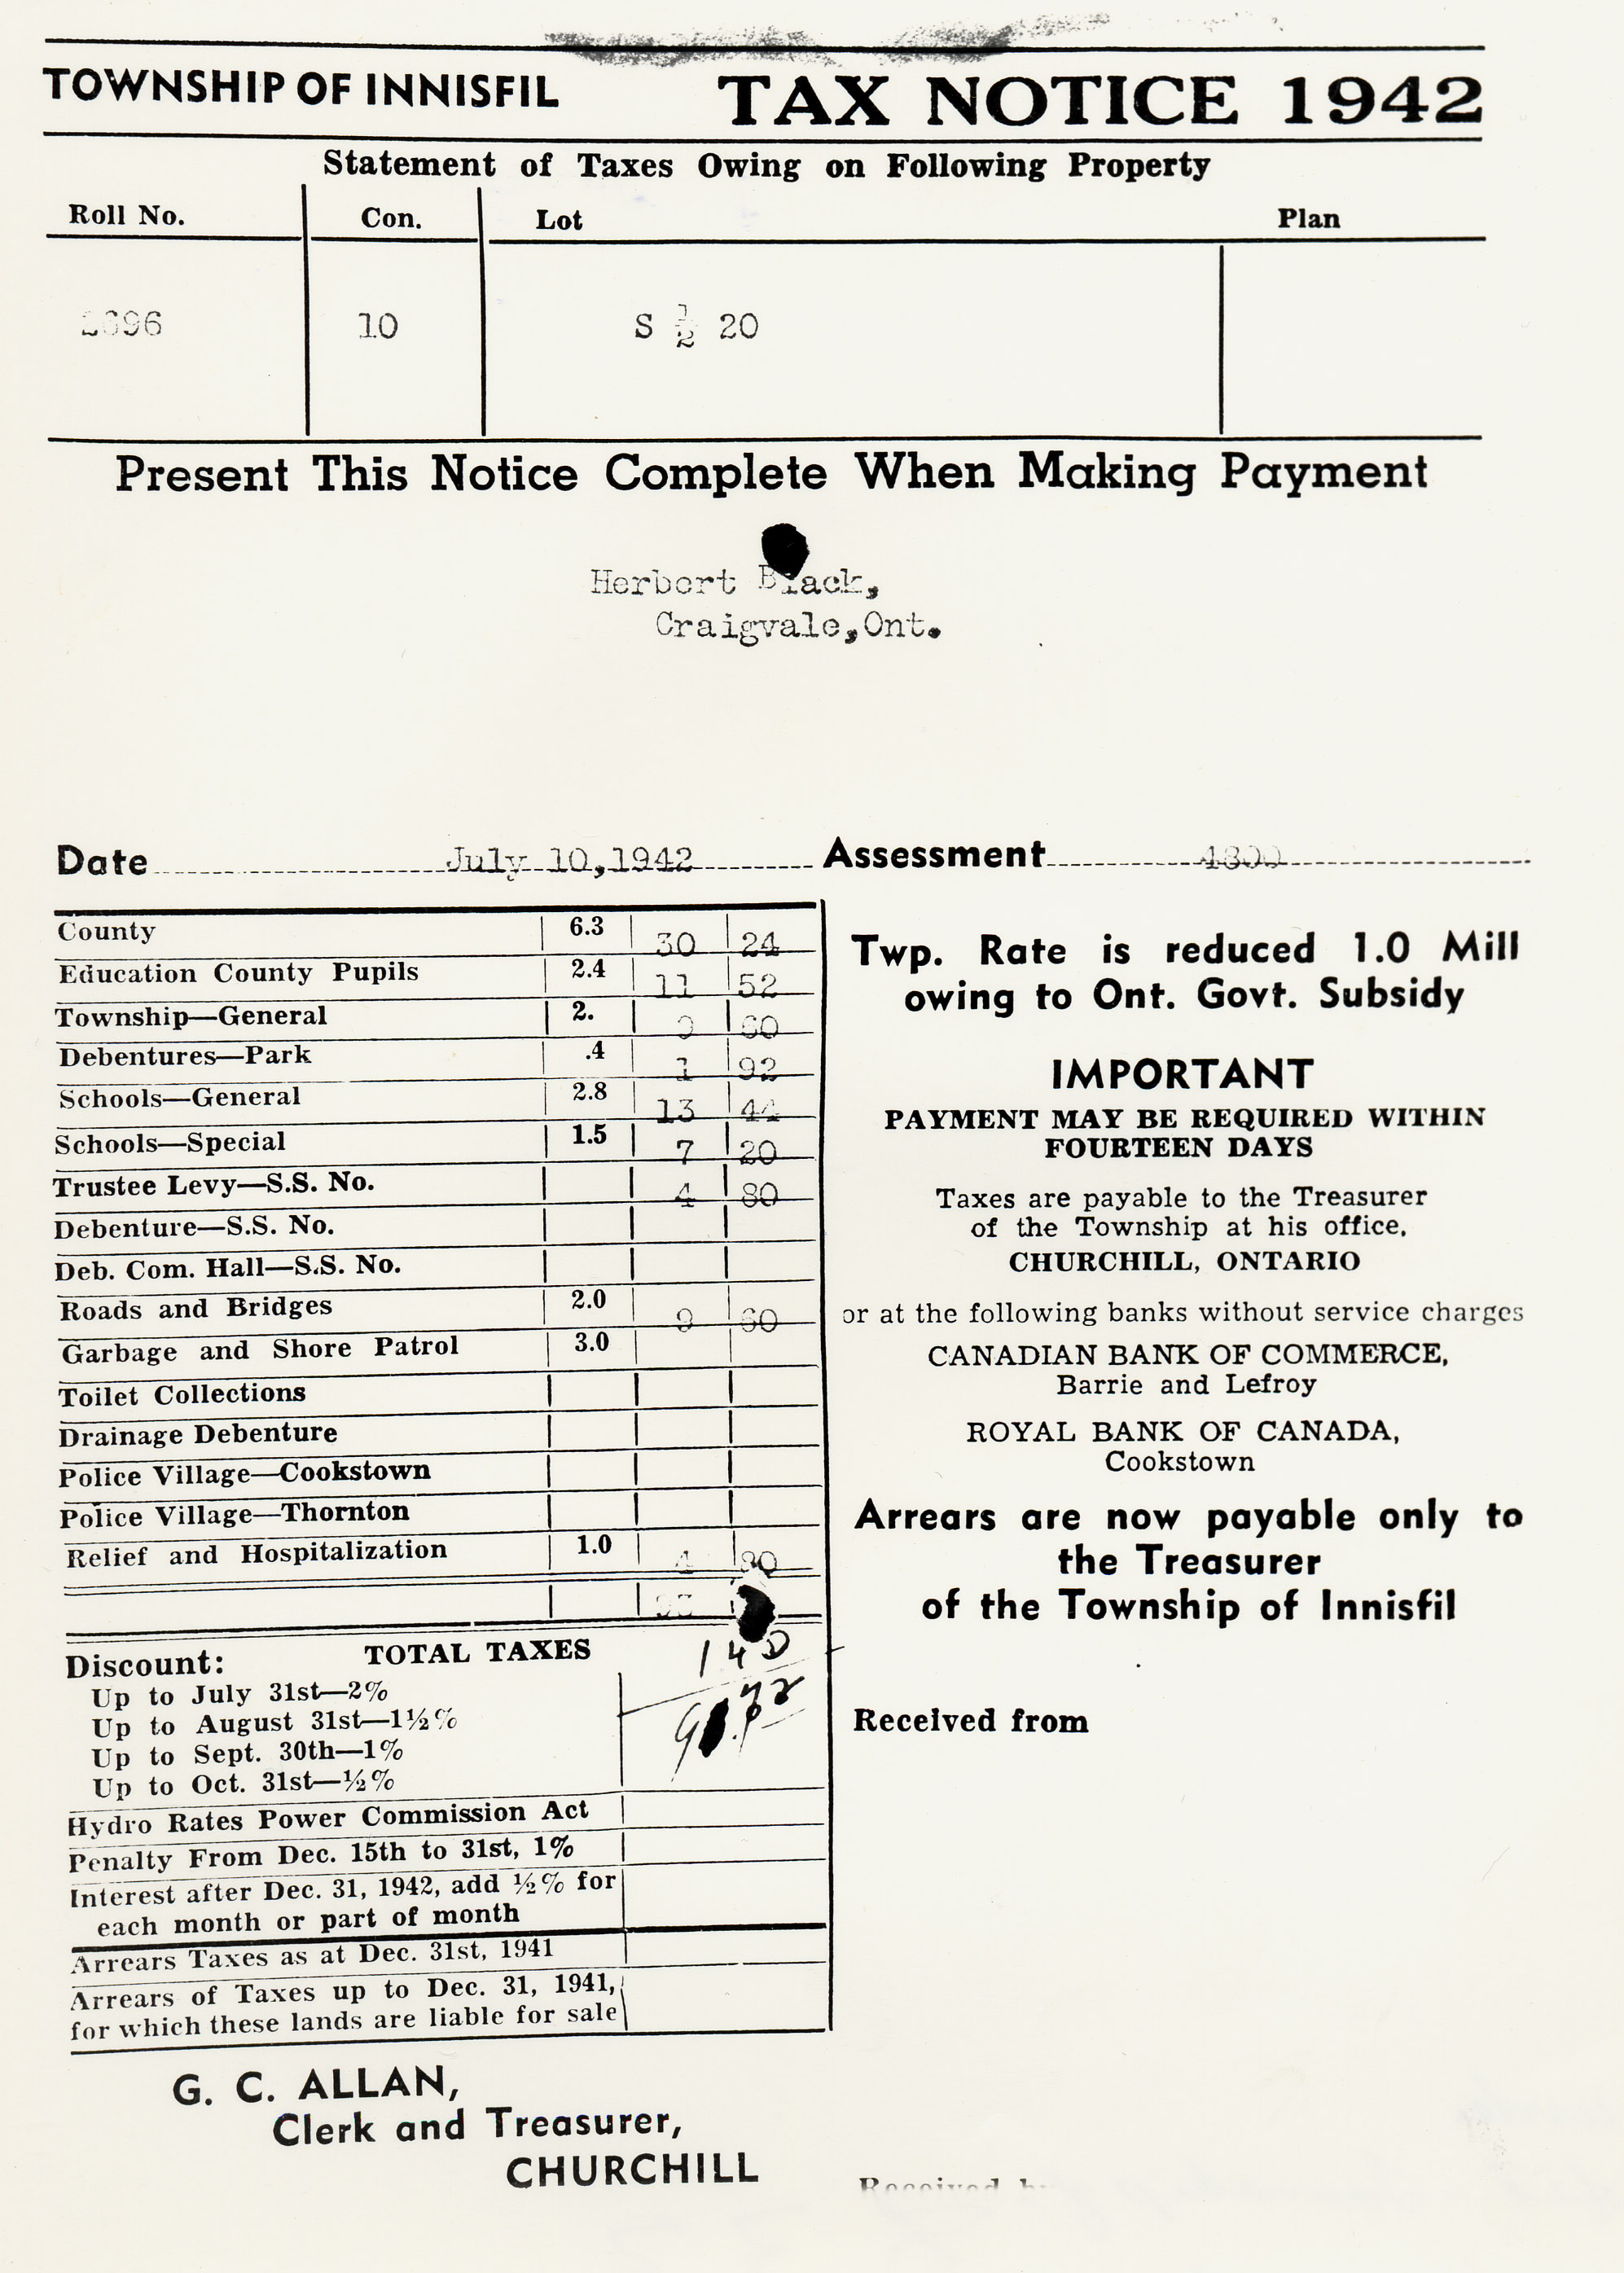 TOWNSHIP OF INNISFIL TAX NOTICE 1942
Statement of Taxes Owing on Following Property
Roll No. Con. Lot Plan
10 S ½ 20
Present This Notice Complete When Making Payment
Herbert Black,
Craigvale, Ont.
Date July 10, 1942 Assessment 4800
County 6.3 30 24
Education County Pupils 2.4 11 52
Township—General 2. 9 60
Debentures—Park .4 1 92
Schools—General 2.8 13 44
Schools—Special 1.5 7 20
Trustee Levy—S.S. No. 4 80
Debenture—S.S. No.
Deb. Com. Hall—S.S. No.
Roads and Bridges 2.0 9 60
Garbage and Shore Patrol 3.0
Toilet Collections
Drainage Debenture
Police Village—Cookstown
Police Village—Thornton
Relief and Hospitalization 1.0 4 80
TOTAL TAXES
Discount: 1 40
Up to July 31st—2%
Up to August 31st—1½%
Up to Sept. 30th—1%
Up to Oct. 31st—½%
Hydro Rates Power Commission Act
Penalty From Dec. 15th to 31st, 1%
Interest after Dec. 31, 1942, add ½% for
each month or part of month
Arrears Taxes as at Dec. 31st, 1941
Arrears of Taxes up to Dec. 31, 1941,
for which these lands are liable for sale
G. C. ALLAN,
Clerk and Treasurer,
CHURCHILL
Twp. Rate is reduced 1.0 Mill
owing to Ont. Govt. Subsidy
IMPORTANT
PAYMENT MAY BE REQUIRED WITHIN
FOURTEEN DAYS
Taxes are payable to the Treasurer
of the Township at his office,
CHURCHILL, ONTARIO
or at the following banks without service charges
CANADIAN BANK OF COMMERCE,
Barrie and Lefroy
ROYAL BANK OF CANADA,
Cookstown
Arrears are now payable only to
the Treasurer
of the Township of Innisfil
Received from
Received by